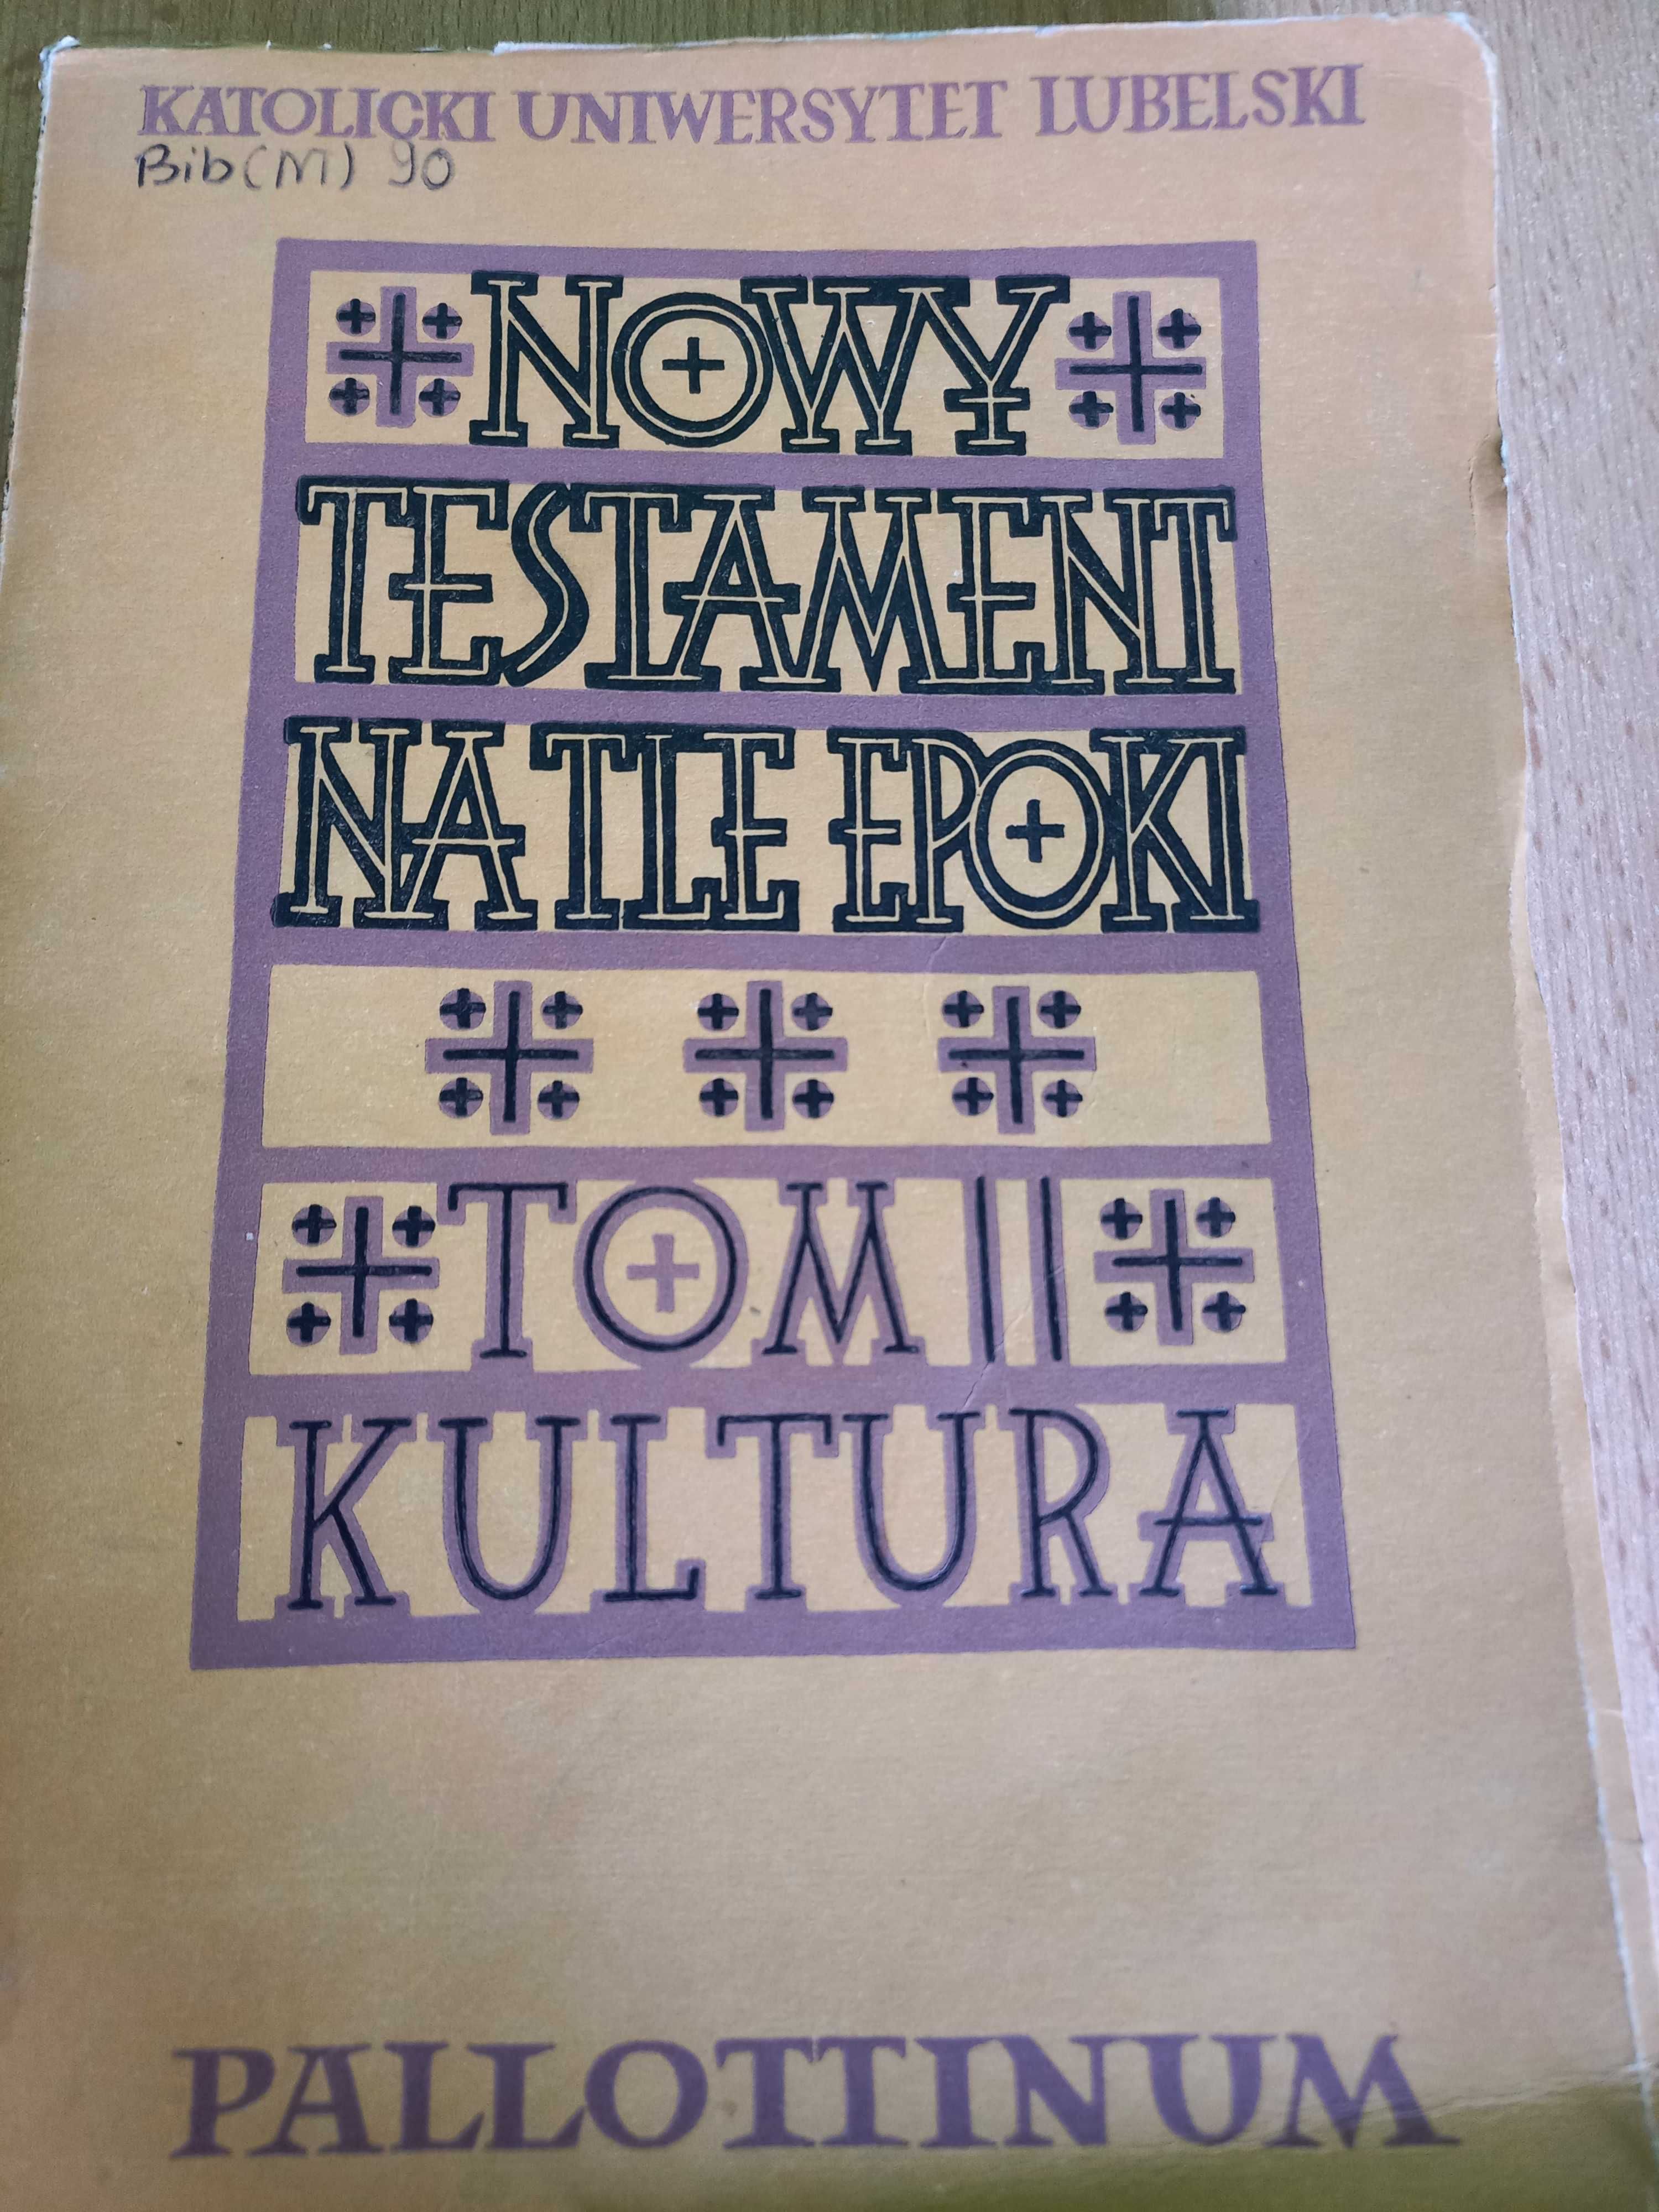 KATOLICKI UNIWERSYTET LUBELSKI
Bib(M) 90
NOWY
TESTAMENT
NA TLE EPOKI
TOM II
KULTURA
PALLOTTINUM